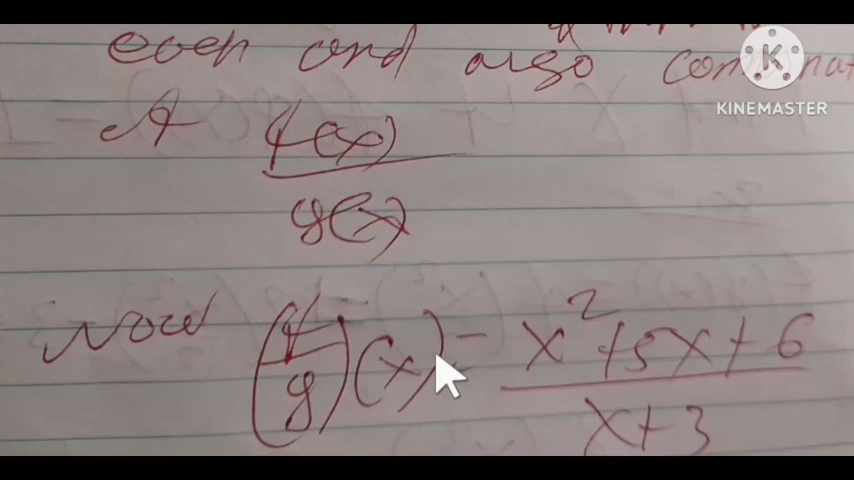 even and also
KINEMASTER
f(x)
g(x)
Now (f/g)(x) = x²+5x+6
x+3